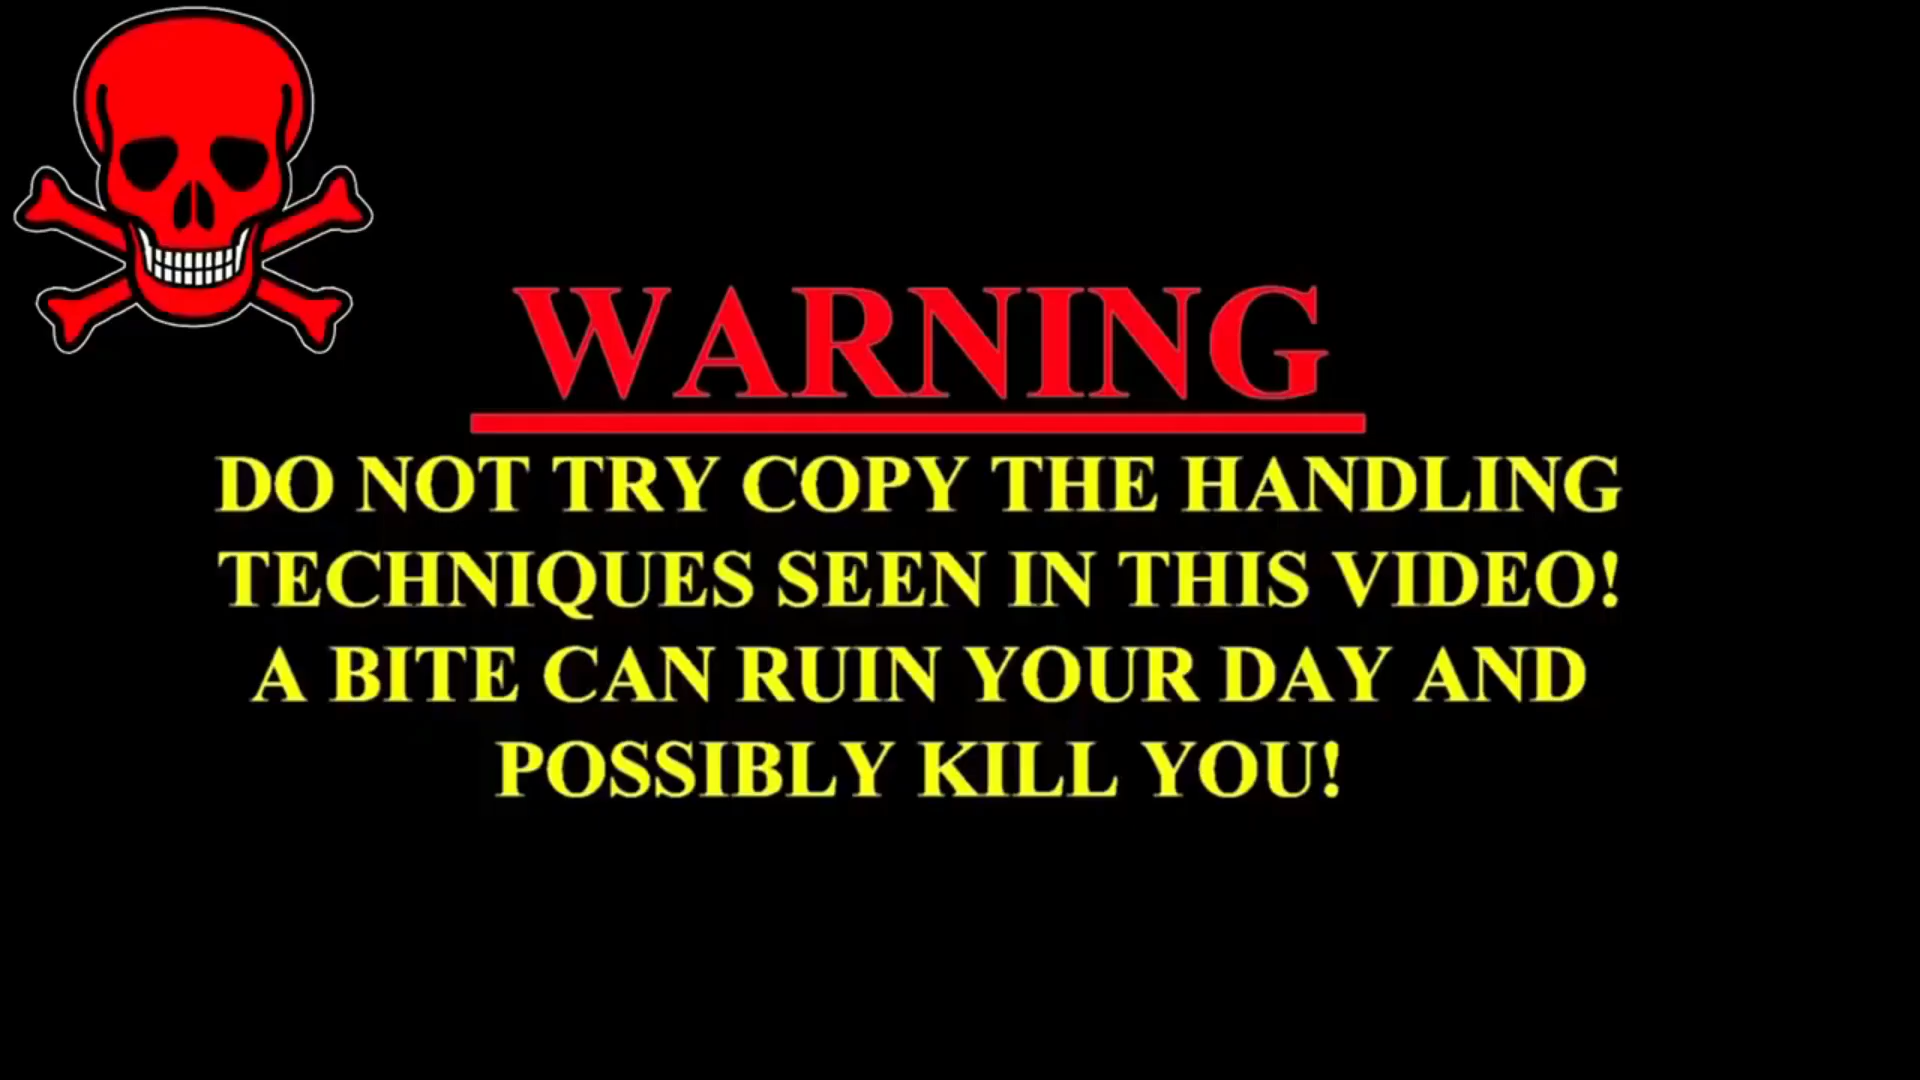 WARNING
DO NOT TRY COPY THE HANDLING
TECHNIQUES SEEN IN THIS VIDEO!
A BITE CAN RUIN YOUR DAY AND
POSSIBLY KILL YOU!